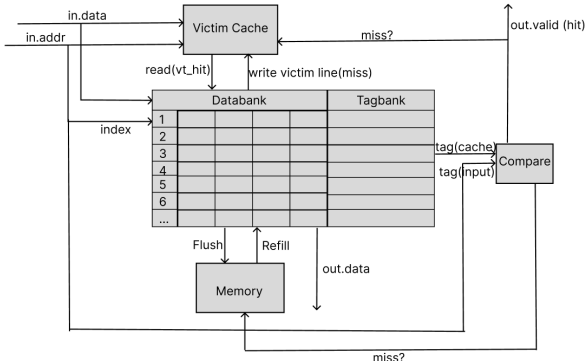 in.data
out.valid (hit)
Victim Cache
in.addr
miss?
read(vt_hit)
write victim line(miss)
Databank
Tagbank
1
index
2
tag(cache)
3
Compare
4
tag(input)
5
6
...
Flush
Refill
out.data
Memory
miss?